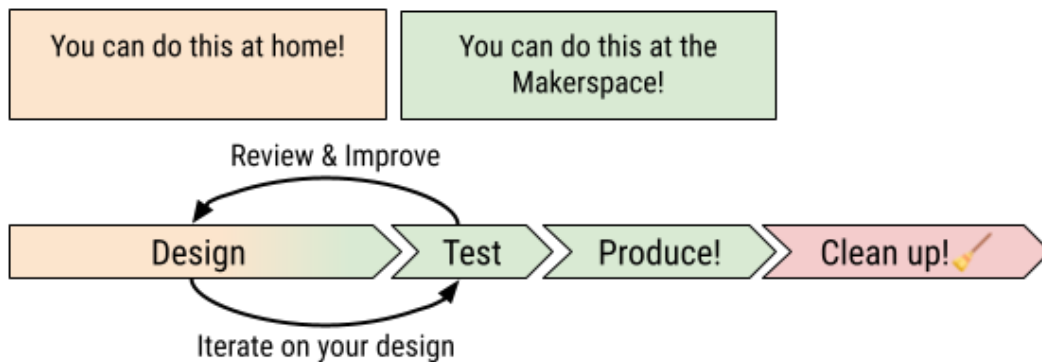 You can do this at home!
You can do this at the
Makerspace!
Review & Improve
Design
Test
Produce!
Clean up!🧹
Iterate on your design